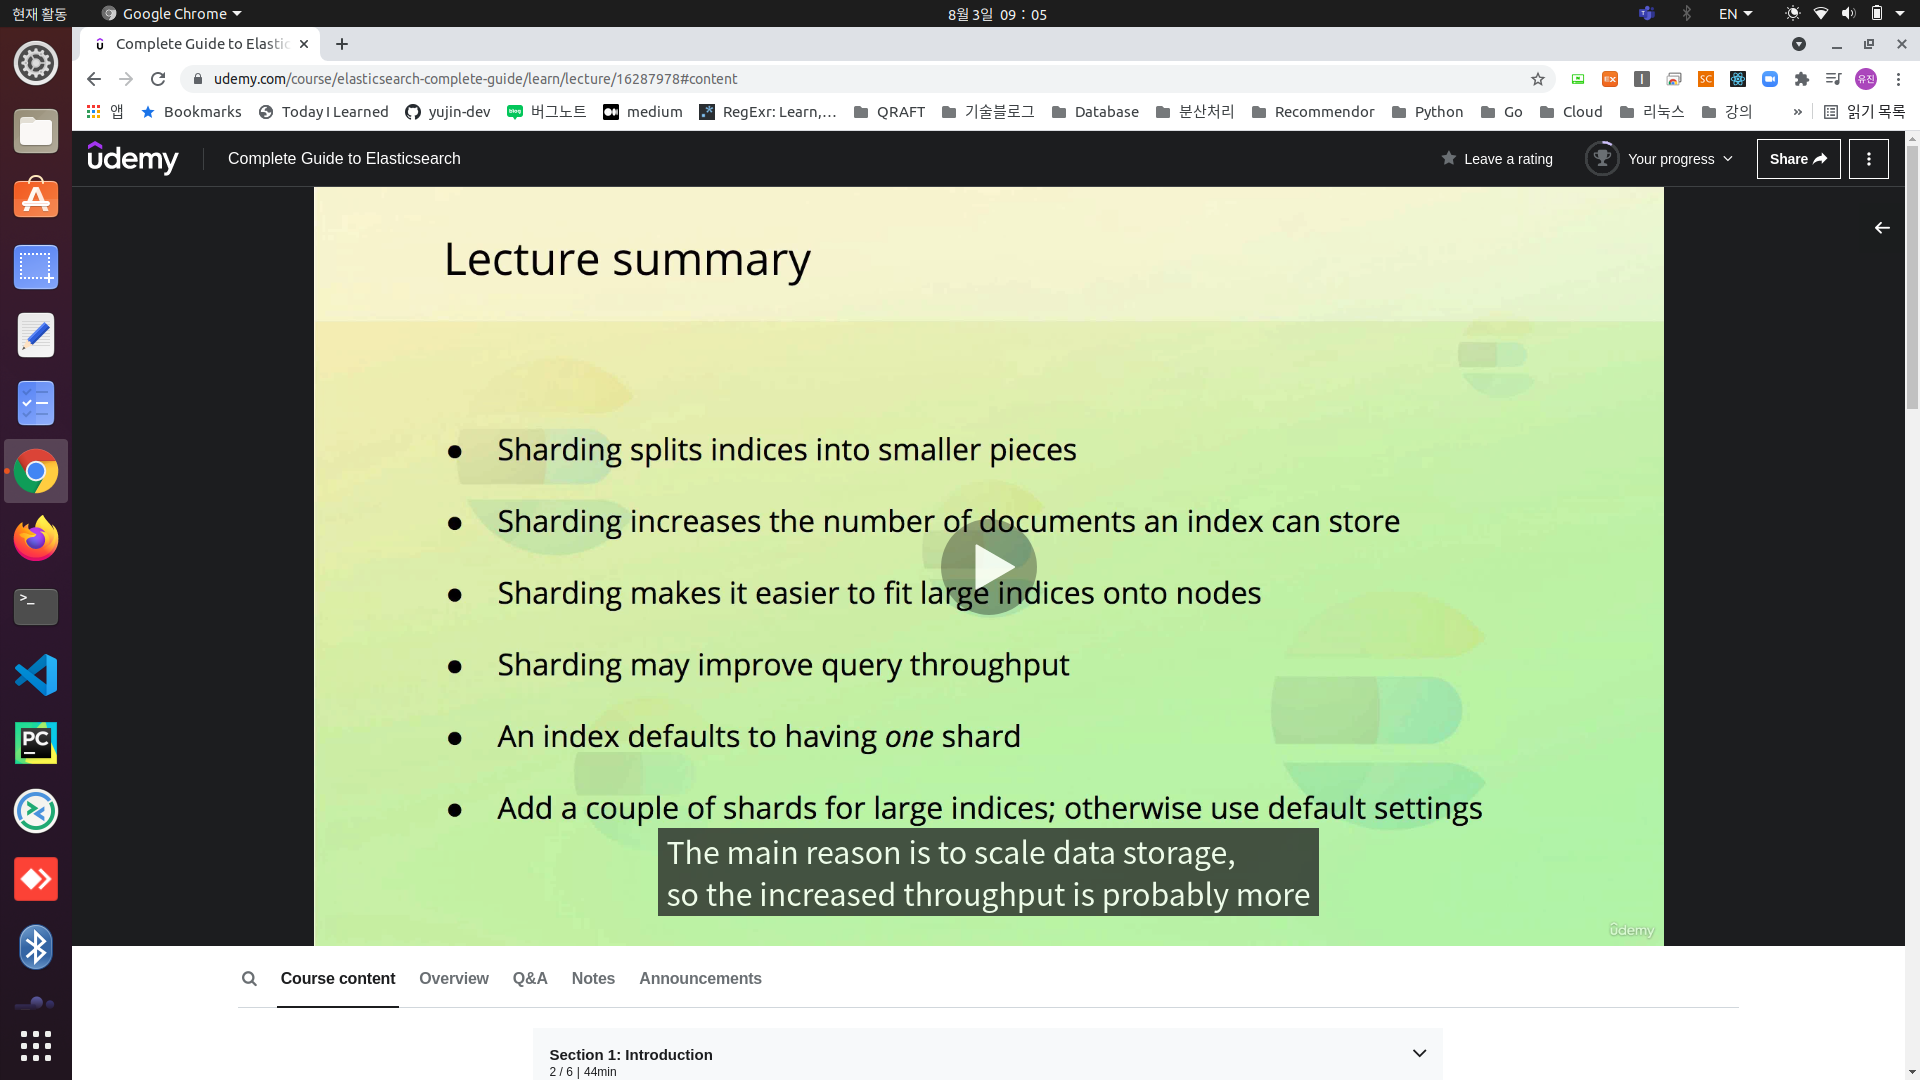 현재 활동
Google Chrome
8월 3일 09 : 05
EN
Complete Guide to Elastic
udemy.com/course/elasticsearch-complete-guide/learn/lecture/16287978#content
앱
Bookmarks
Today I Learned
yujin-dev
버그노트
medium
RegExr: Learn,...
QRAFT
기술블로그
Database
분산처리
Recommendor
Python
Go
Cloud
리눅스
강의
»
읽기 목록
유진
udemy
Complete Guide to Elasticsearch
Leave a rating
Your progress
Share
Lecture summary
● Sharding splits indices into smaller pieces
● Sharding increases the number of documents an index can store
● Sharding makes it easier to fit large indices onto nodes
● Sharding may improve query throughput
● An index defaults to having one shard
● Add a couple of shards for large indices; otherwise use default settings
The main reason is to scale data storage,
so the increased throughput is probably more
udemy
Course content
Overview
Q&A
Notes
Announcements
Section 1: Introduction
2 / 6 | 44min